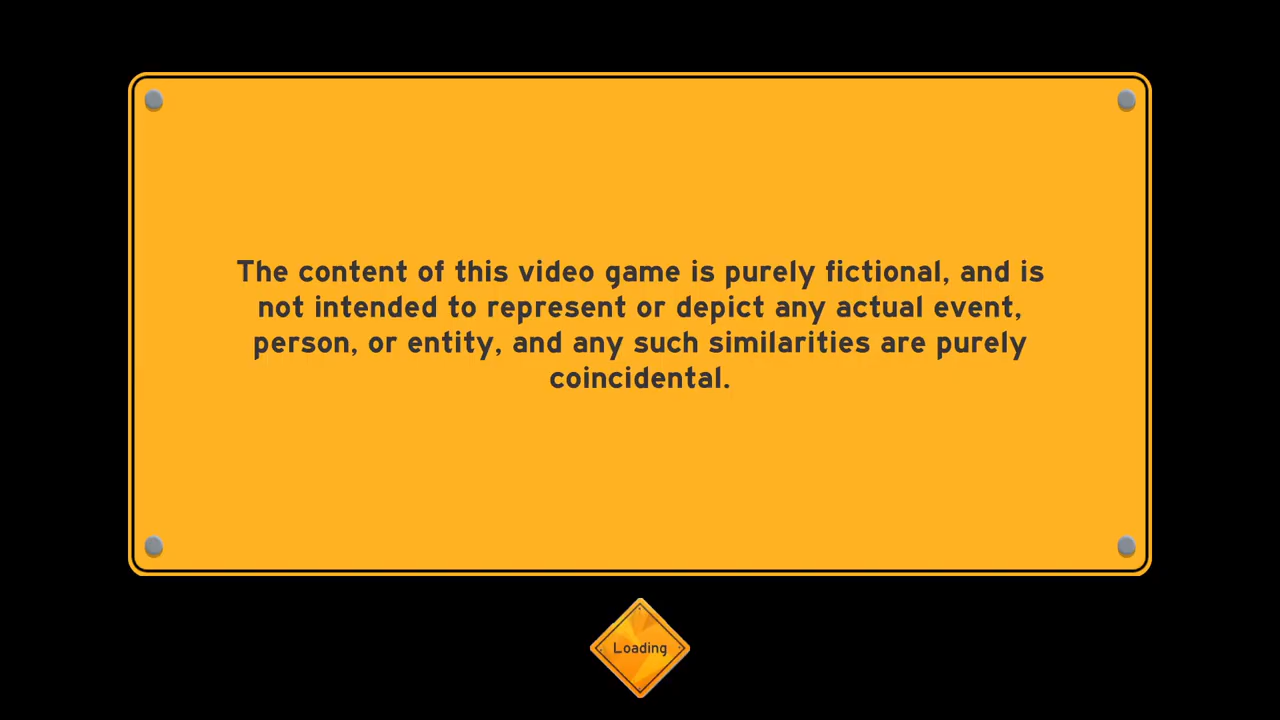 The content of this video game is purely fictional, and is
not intended to represent or depict any actual event,
person, or entity, and any such similarities are purely
coincidental.
Loading